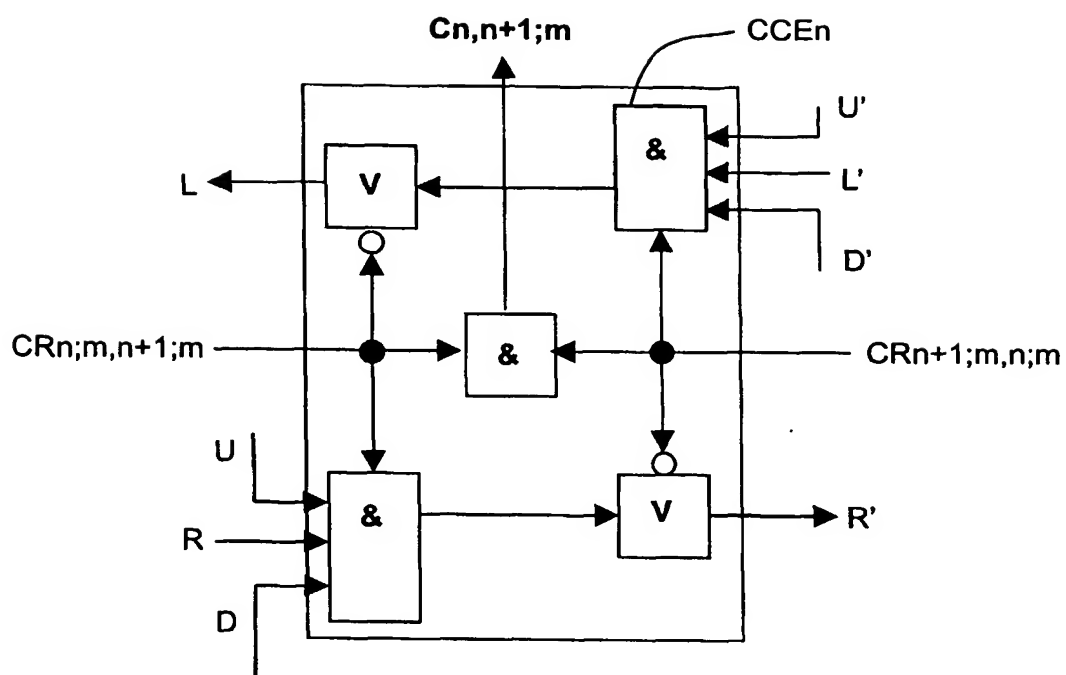 Cn,n+1;m
CCEn
U'
&
V
L
L'
D'
CRn;m,n+1;m
&
CRn+1;m,n;m
U
&
V
R
R'
D